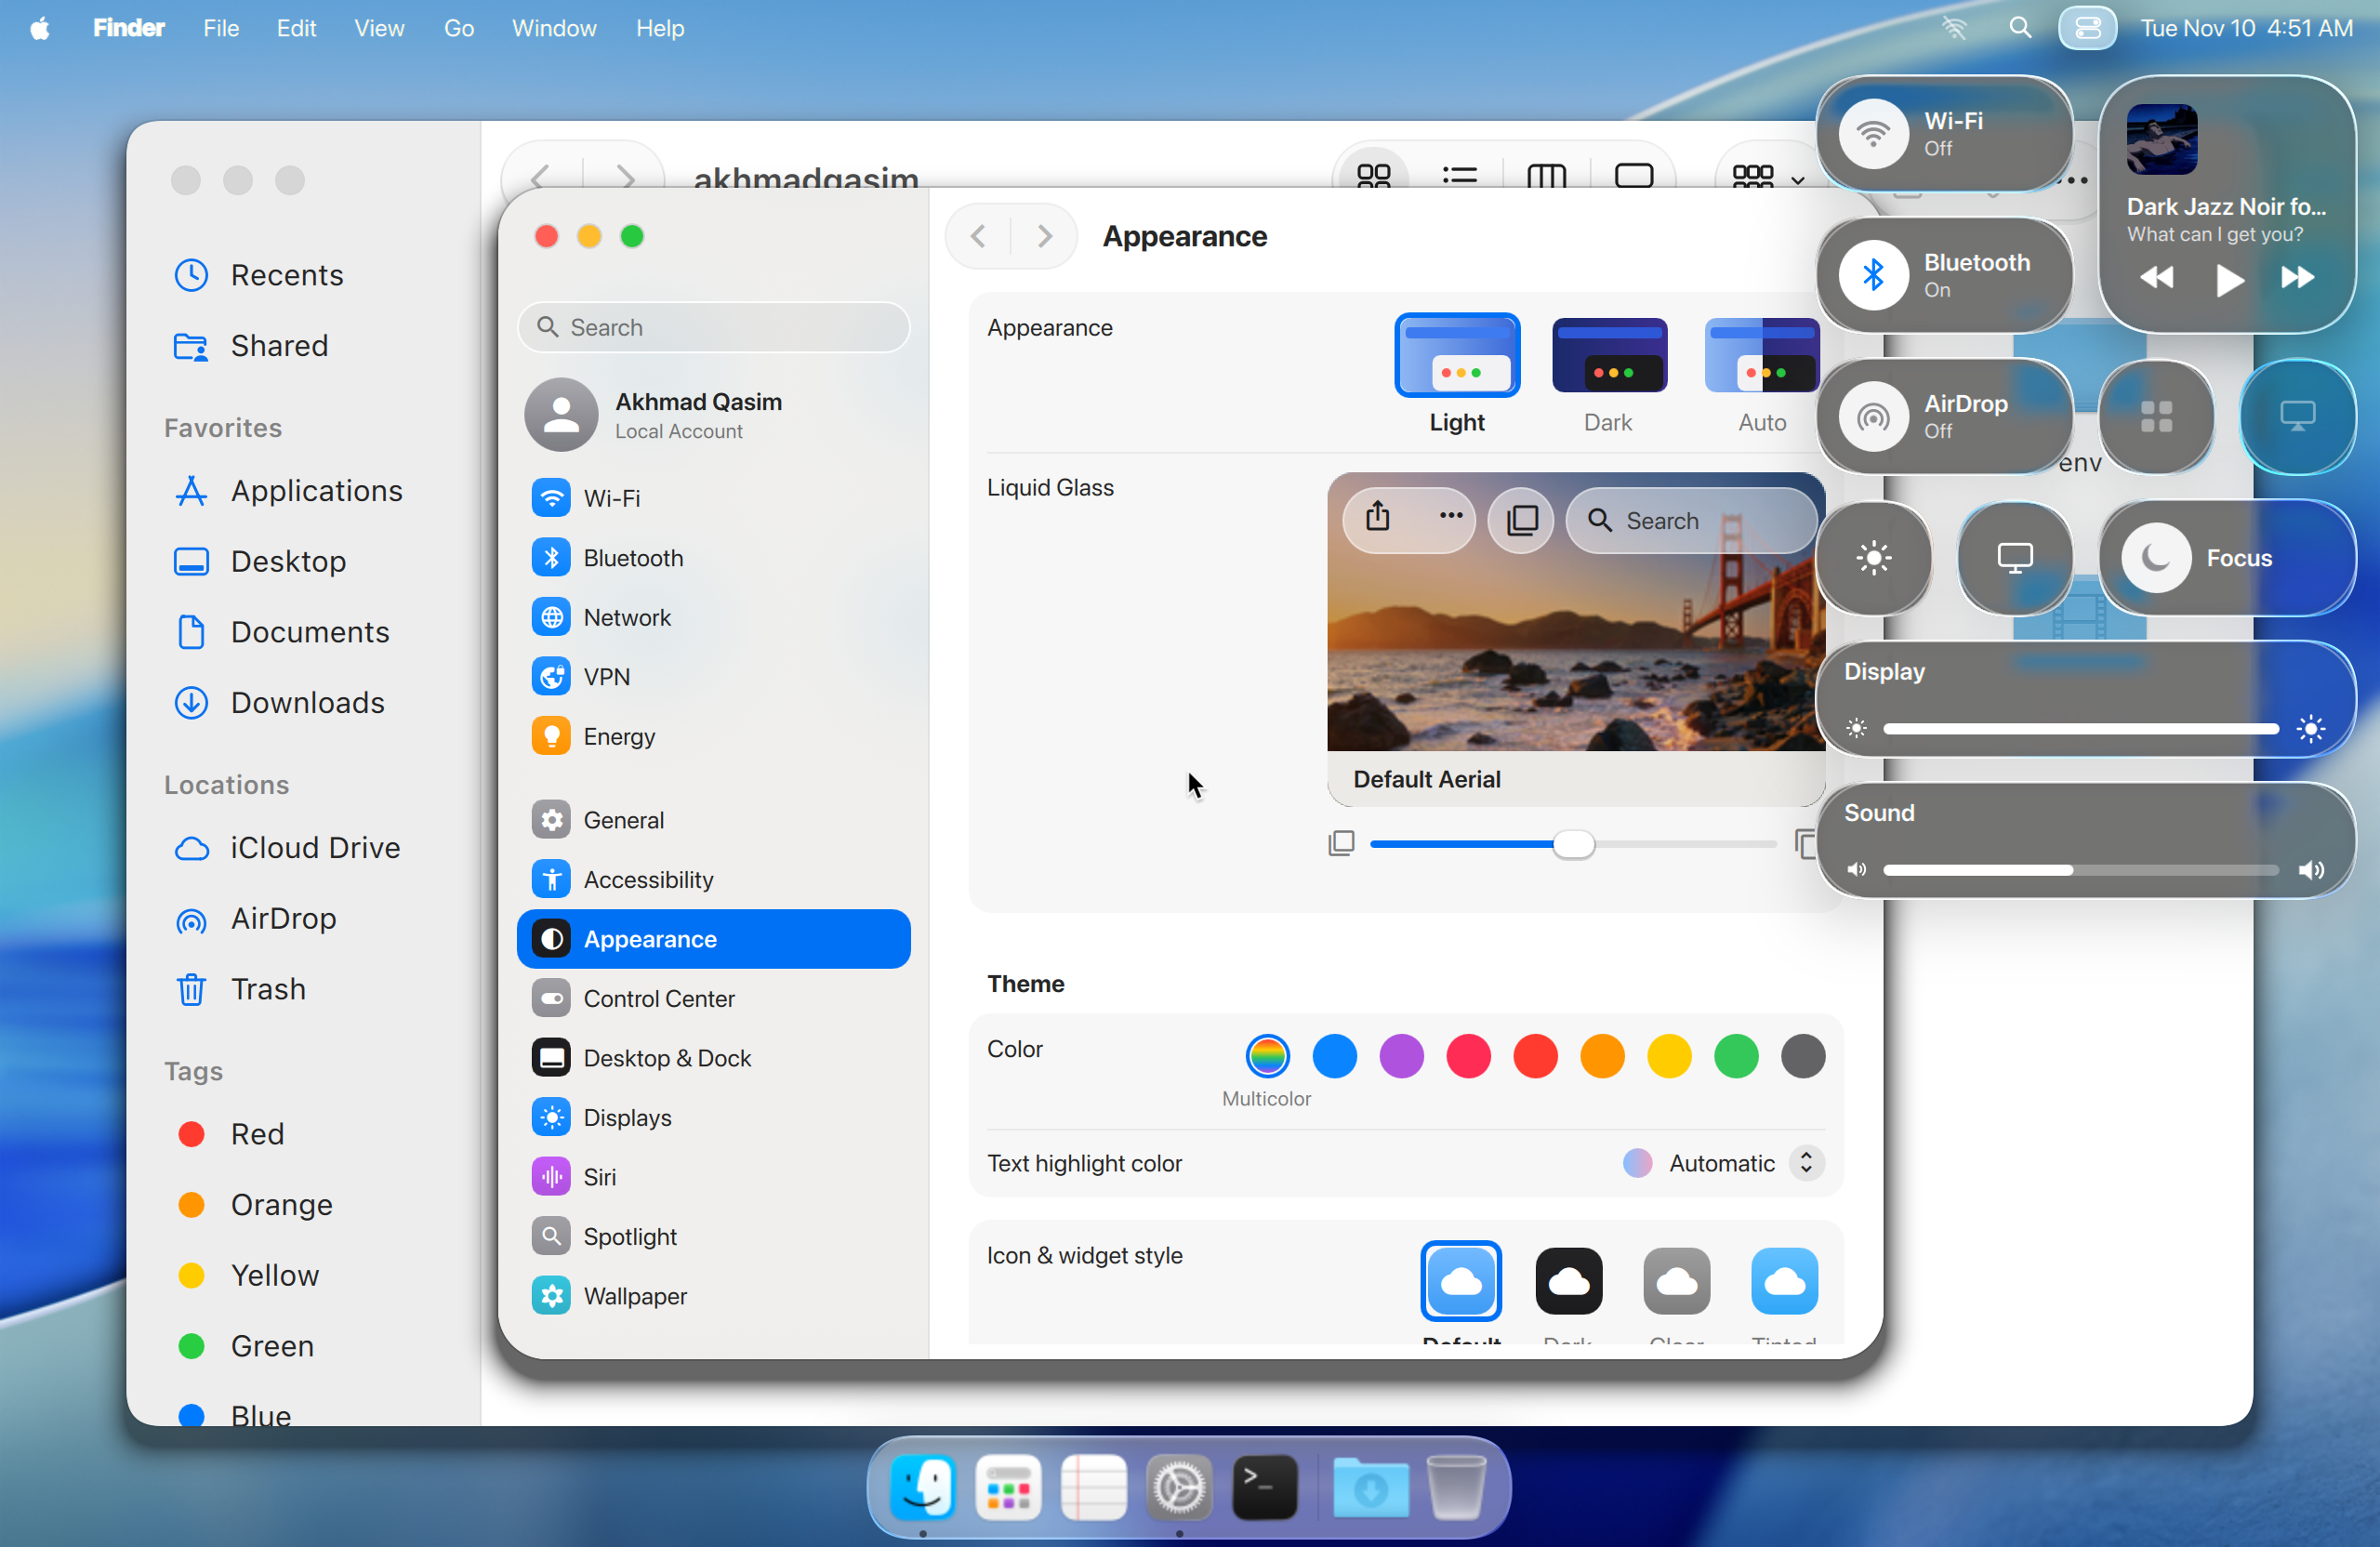 Finder File Edit View Go Window Help Tue Nov 10 4:51 AM
akhmadqasim
Recents
Shared
Favorites
Applications
Desktop
Documents
Downloads
Locations
iCloud Drive
AirDrop
Trash
Tags
Red
Orange
Yellow
Green
Blue
env
Search
Akhmad Qasim
Local Account
Wi-Fi
Bluetooth
Network
VPN
Energy
General
Accessibility
Appearance
Control Center
Desktop & Dock
Displays
Siri
Spotlight
Wallpaper
Appearance
Appearance
Light Dark Auto
Liquid Glass
Search
Default Aerial
Theme
Color
Multicolor
Text highlight color Automatic
Icon & widget style
Default Dark Clear Tinted
Wi-Fi
Off
Dark Jazz Noir fo...
What can I get you?
Bluetooth
On
AirDrop
Off
Focus
Display
Sound